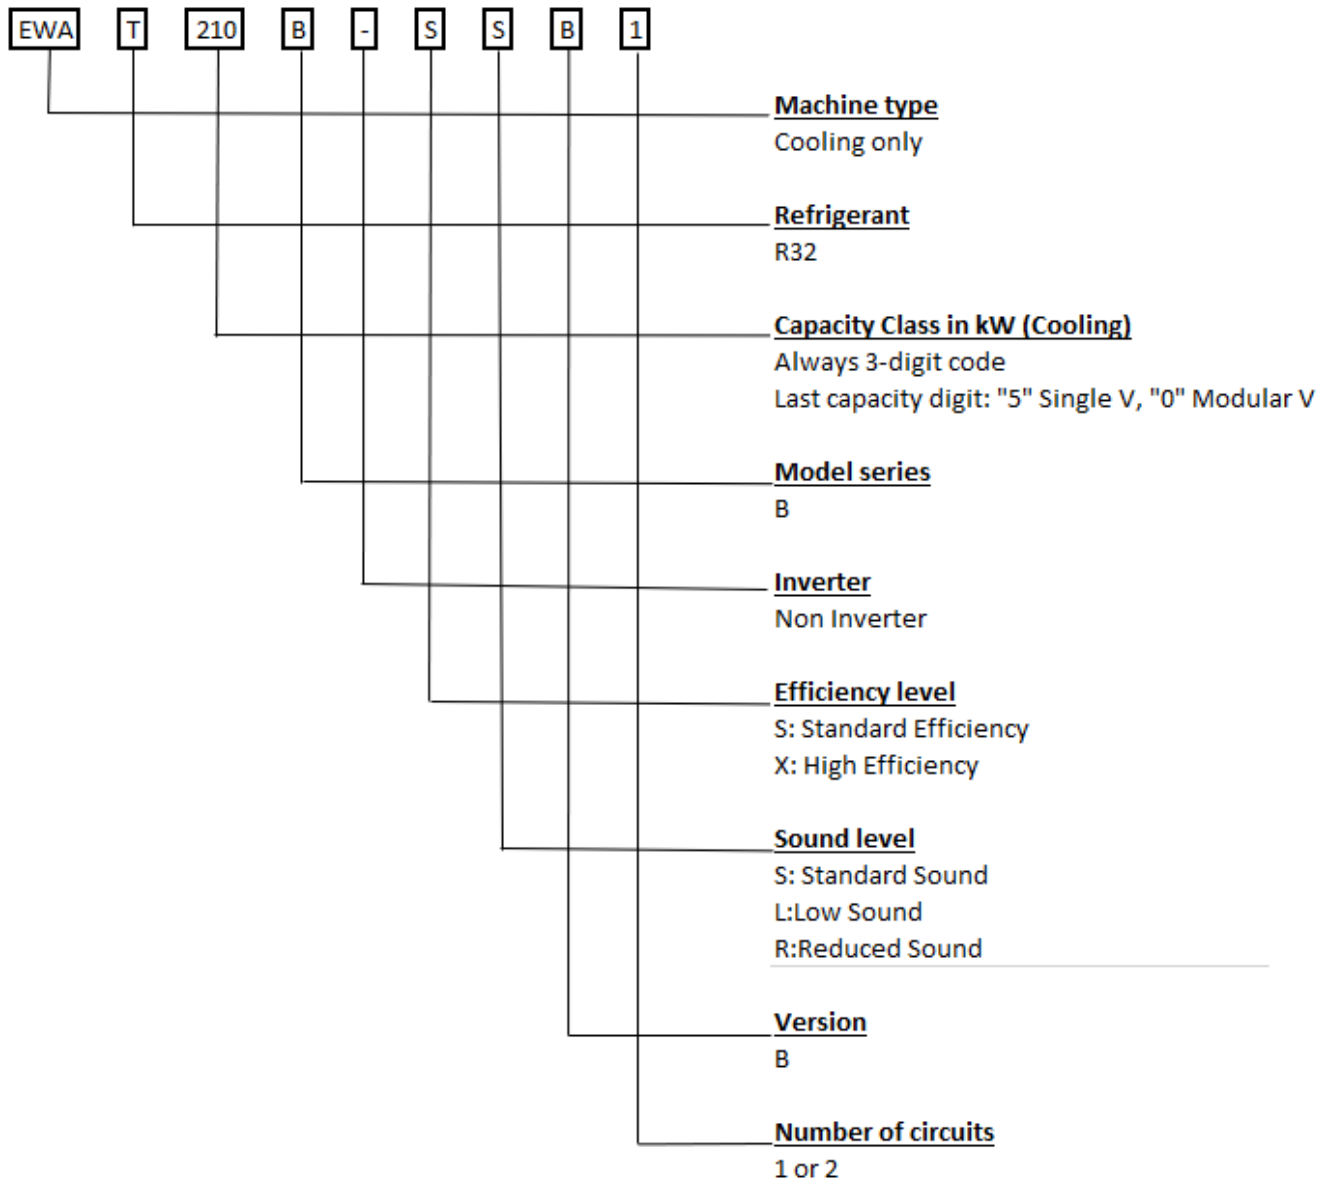 EWA T 210 B - S S B 1
Machine type
Cooling only
Refrigerant
R32
Capacity Class in kW (Cooling)
Always 3-digit code
Last capacity digit: "5" Single V, "0" Modular V
Model series
B
Inverter
Non Inverter
Efficiency level
S: Standard Efficiency
X: High Efficiency
Sound level
S: Standard Sound
L:Low Sound
R:Reduced Sound
Version
B
Number of circuits
1 or 2